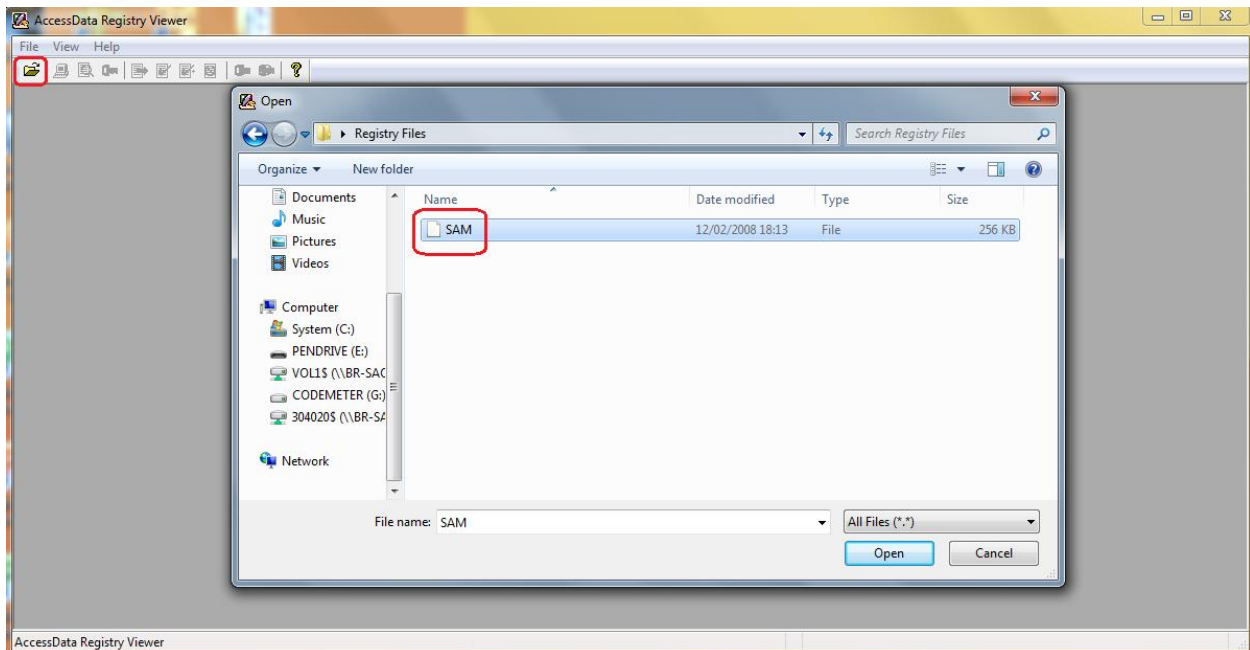 AccessData Registry Viewer
File View Help
Open
Registry Files
Search Registry Files
Organize New folder
Documents
Music
Pictures
Videos
Computer
System (C:)
PENDRIVE (E:)
VOL1$ (\\BR-SAC
CODEMETER (G:)
304020$ (\\BR-SA
Network
Name Date modified Type Size
SAM 12/02/2008 18:13 File 256 KB
File name: SAM All Files (*.*)
Open Cancel
AccessData Registry Viewer